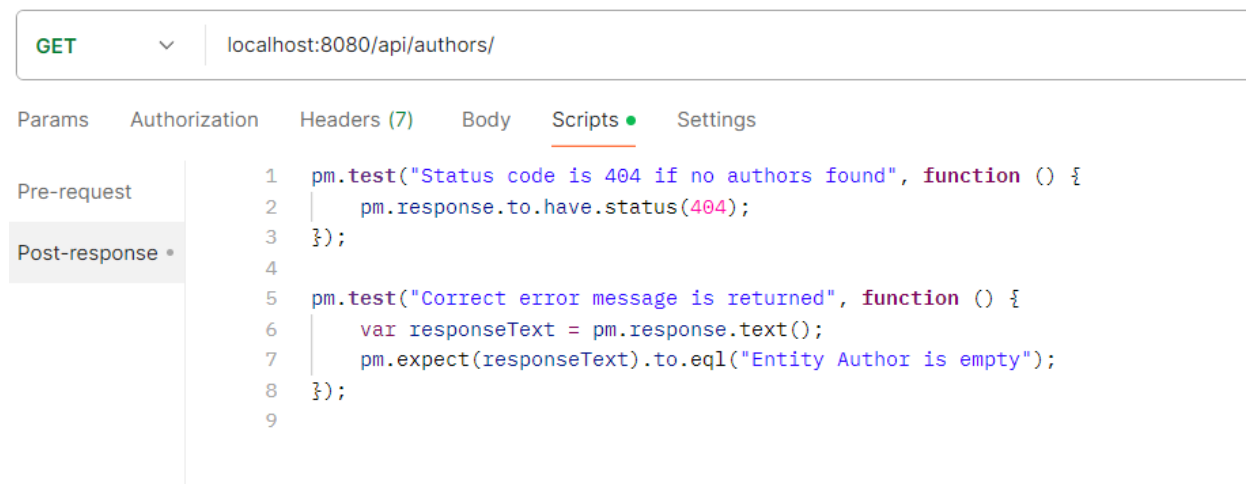 GET localhost:8080/api/authors/
Params Authorization Headers (7) Body Scripts Settings
Pre-request
Post-response
1 pm.test("Status code is 404 if no authors found", function () {
2     pm.response.to.have.status(404);
3 });
4
5 pm.test("Correct error message is returned", function () {
6     var responseText = pm.response.text();
7     pm.expect(responseText).to.eql("Entity Author is empty");
8 });
9